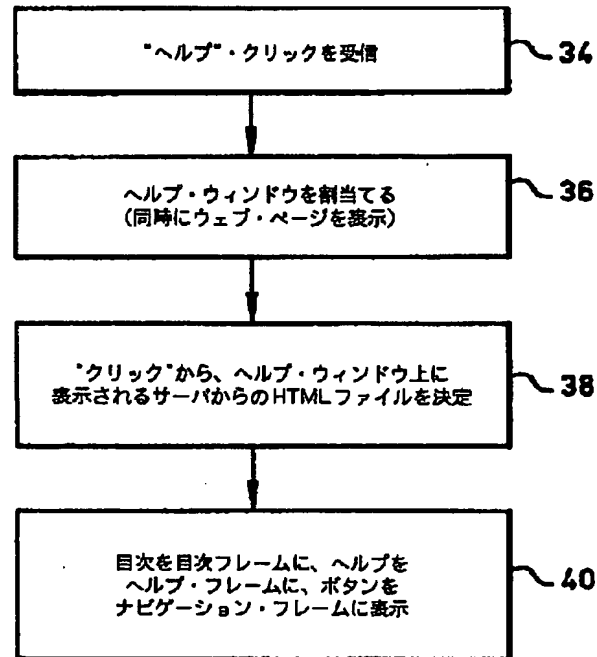 "ヘルプ"・クリックを受信
34
ヘルプ・ウィンドウを割当てる
(同時にウェブ・ページを表示)
36
"クリック"から、ヘルプ・ウィンドウ上に
表示されるサーバからのHTMLファイルを決定
38
目次を目次フレームに、ヘルプを
ヘルプ・フレームに、ボタンを
ナビゲーション・フレームに表示
40